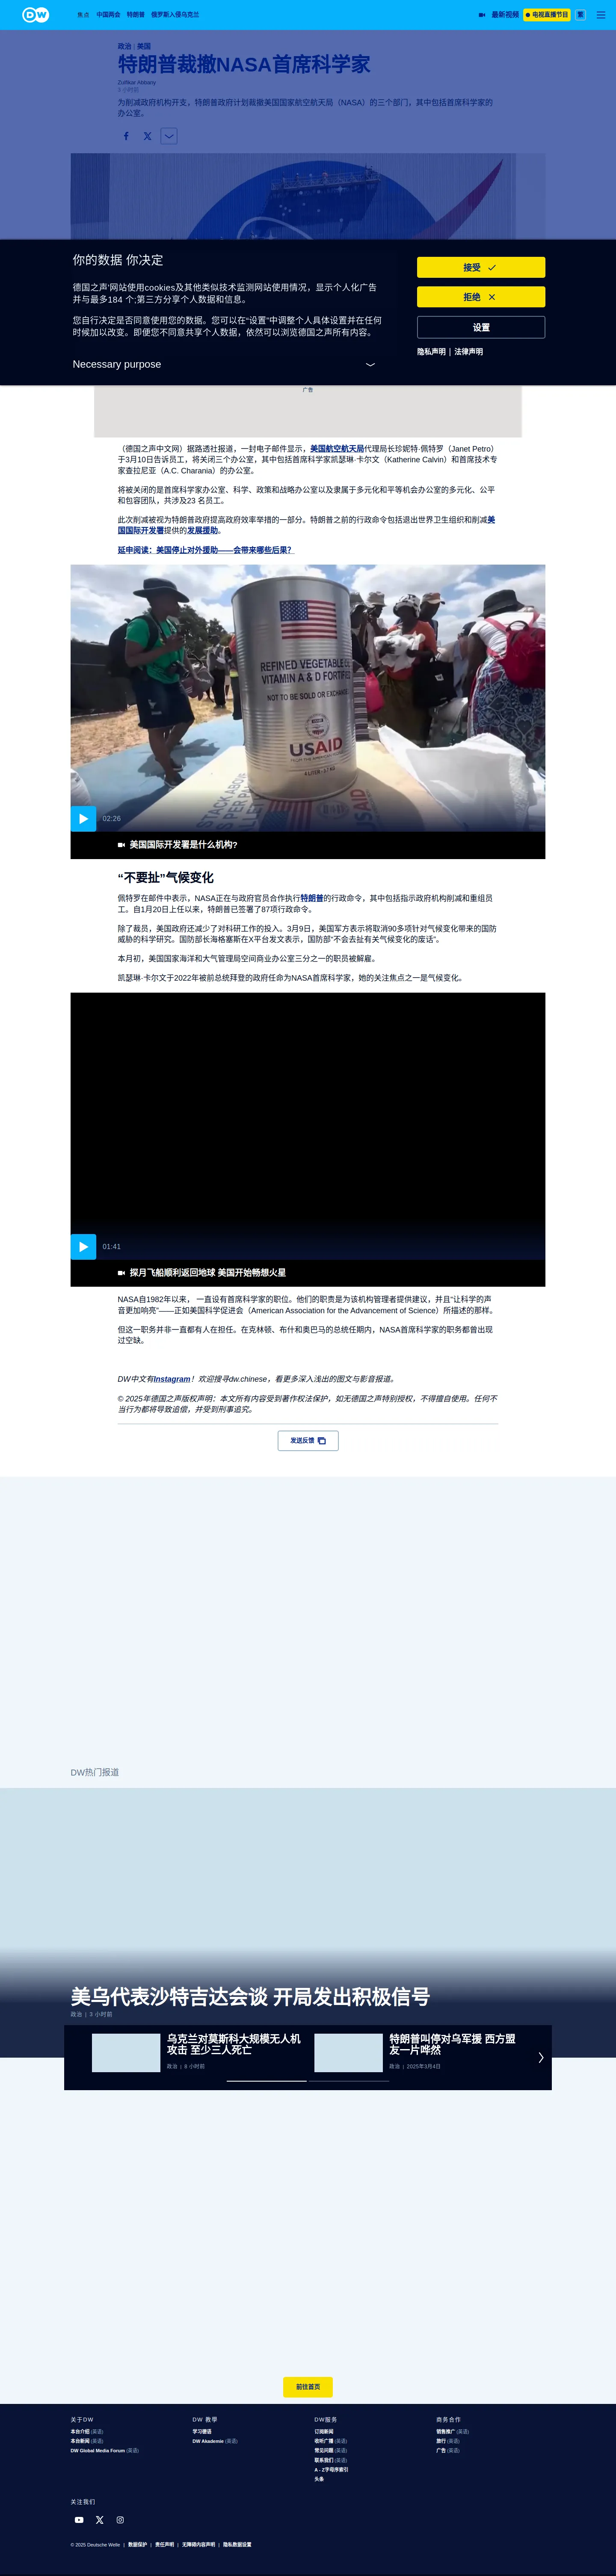 DW
焦点 中国两会 特朗普 俄罗斯入侵乌克兰 最新视频 电视直播节目 繁
政治 | 美国
特朗普裁撤NASA首席科学家
Zulfikar Abbany
3 小时前
为削减政府机构开支，特朗普政府计划裁撤美国国家航空航天局（NASA）的三个部门，其中包括首席科学家的
办公室。
你的数据 你决定
德国之声'网站使用cookies及其他类似技术监测网站使用情况，显示个人化广告
并与最多184 个;第三方分享个人数据和信息。
您自行决定是否同意使用您的数据。您可以在“设置”中调整个人具体设置并在任何
时候加以改变。即便您不同意共享个人数据，依然可以浏览德国之声所有内容。
Necessary purpose
接受
拒绝
设置
隐私声明 | 法律声明
广告
（德国之声中文网）据路透社报道，一封电子邮件显示，美国航空航天局代理局长珍妮特·佩特罗（Janet Petro）
于3月10日告诉员工，将关闭三个办公室，其中包括首席科学家凯瑟琳·卡尔文（Katherine Calvin）和首席技术专
家查拉尼亚（A.C. Charania）的办公室。
将被关闭的是首席科学家办公室、科学、政策和战略办公室以及隶属于多元化和平等机会办公室的多元化、公平
和包容团队，共涉及23 名员工。
此次削减被视为特朗普政府提高政府效率举措的一部分。特朗普之前的行政命令包括退出世界卫生组织和削减美
国国际开发署提供的发展援助。
延申阅读：美国停止对外援助——会带来哪些后果？
REFINED VEGETABLE OIL
VITAMIN A & D FORTIFIED
NOT TO BE SOLD OR EXCHANGED
USAID
02:26
美国国际开发署是什么机构?
“不要扯”气候变化
佩特罗在邮件中表示，NASA正在与政府官员合作执行特朗普的行政命令，其中包括指示政府机构削减和重组员
工。自1月20日上任以来，特朗普已签署了87项行政命令。
除了裁员，美国政府还减少了对科研工作的投入。3月9日，美国军方表示将取消90多项针对气候变化带来的国防
威胁的科学研究。国防部长海格塞斯在X平台发文表示，国防部“不会去扯有关气候变化的废话”。
本月初，美国国家海洋和大气管理局空间商业办公室三分之一的职员被解雇。
凯瑟琳·卡尔文于2022年被前总统拜登的政府任命为NASA首席科学家，她的关注焦点之一是气候变化。
01:41
探月飞船顺利返回地球 美国开始畅想火星
NASA自1982年以来， 一直设有首席科学家的职位。他们的职责是为该机构管理者提供建议，并且“让科学的声
音更加响亮”——正如美国科学促进会（American Association for the Advancement of Science）所描述的那样。
但这一职务并非一直都有人在担任。在克林顿、布什和奥巴马的总统任期内，NASA首席科学家的职务都曾出现
过空缺。
DW中文有Instagram！欢迎搜寻dw.chinese，看更多深入浅出的图文与影音报道。
© 2025年德国之声版权声明：本文所有内容受到著作权法保护，如无德国之声特别授权，不得擅自使用。任何不
当行为都将导致追偿，并受到刑事追究。
发送反馈
DW热门报道
美乌代表沙特吉达会谈 开局发出积极信号
政治 | 3 小时前
乌克兰对莫斯科大规模无人机
攻击 至少三人死亡
政治 | 8 小时前
特朗普叫停对乌军援 西方盟
友一片哗然
政治 | 2025年3月4日
前往首页
关于DW
本台介绍 (英语)
本台新闻 (英语)
DW Global Media Forum (英语)
DW 教學
学习德语
DW Akademie (英语)
DW服务
订阅新闻
收听广播 (英语)
常见问题 (英语)
联系我们 (英语)
A - Z字母序索引
头条
商务合作
销售推广 (英语)
旅行 (英语)
广告 (英语)
关注我们
© 2025 Deutsche Welle | 数据保护 | 责任声明 | 无障碍内容声明 | 隐私数据设置